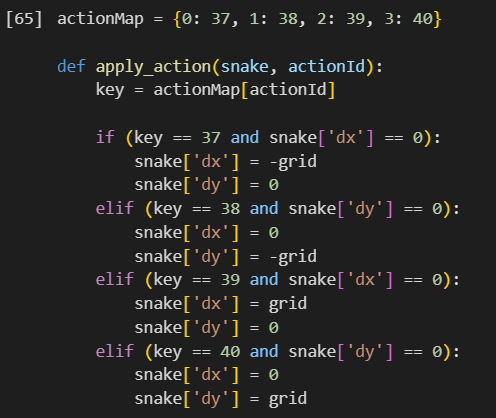 [65] actionMap = {0: 37, 1: 38, 2: 39, 3: 40}
def apply_action(snake, actionId):
    key = actionMap[actionId]
    if (key == 37 and snake['dx'] == 0):
        snake['dx'] = -grid
        snake['dy'] = 0
    elif (key == 38 and snake['dy'] == 0):
        snake['dx'] = 0
        snake['dy'] = -grid
    elif (key == 39 and snake['dx'] == 0):
        snake['dx'] = grid
        snake['dy'] = 0
    elif (key == 40 and snake['dy'] == 0):
        snake['dx'] = 0
        snake['dy'] = grid